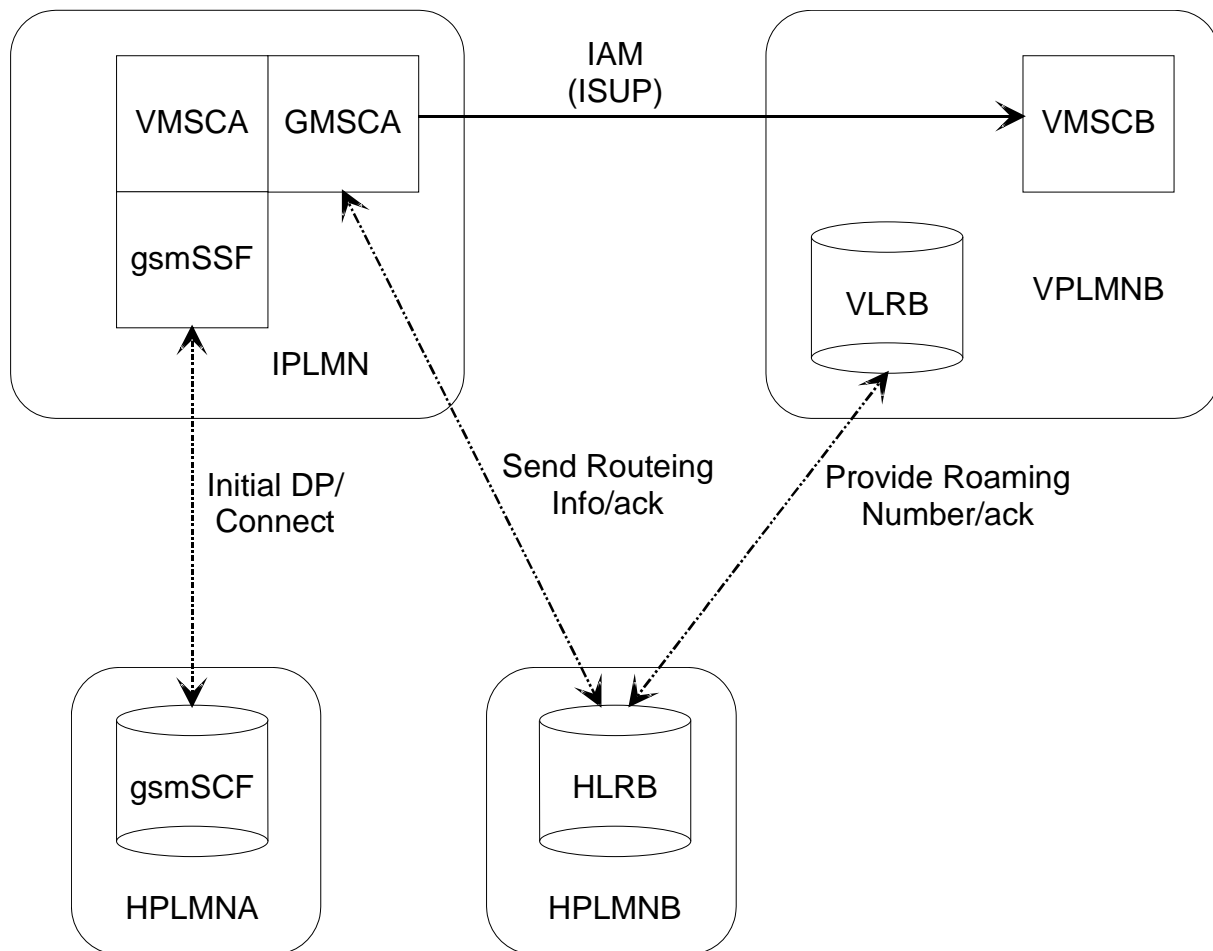 IAM
(ISUP)
VMSCA
GMSCA
VMSCB
gsmSSF
VLRB
VPLMNB
IPLMN
Initial DP/
Connect
Send Routeing
Info/ack
Provide Roaming
Number/ack
gsmSCF
HLRB
HPLMNA
HPLMNB